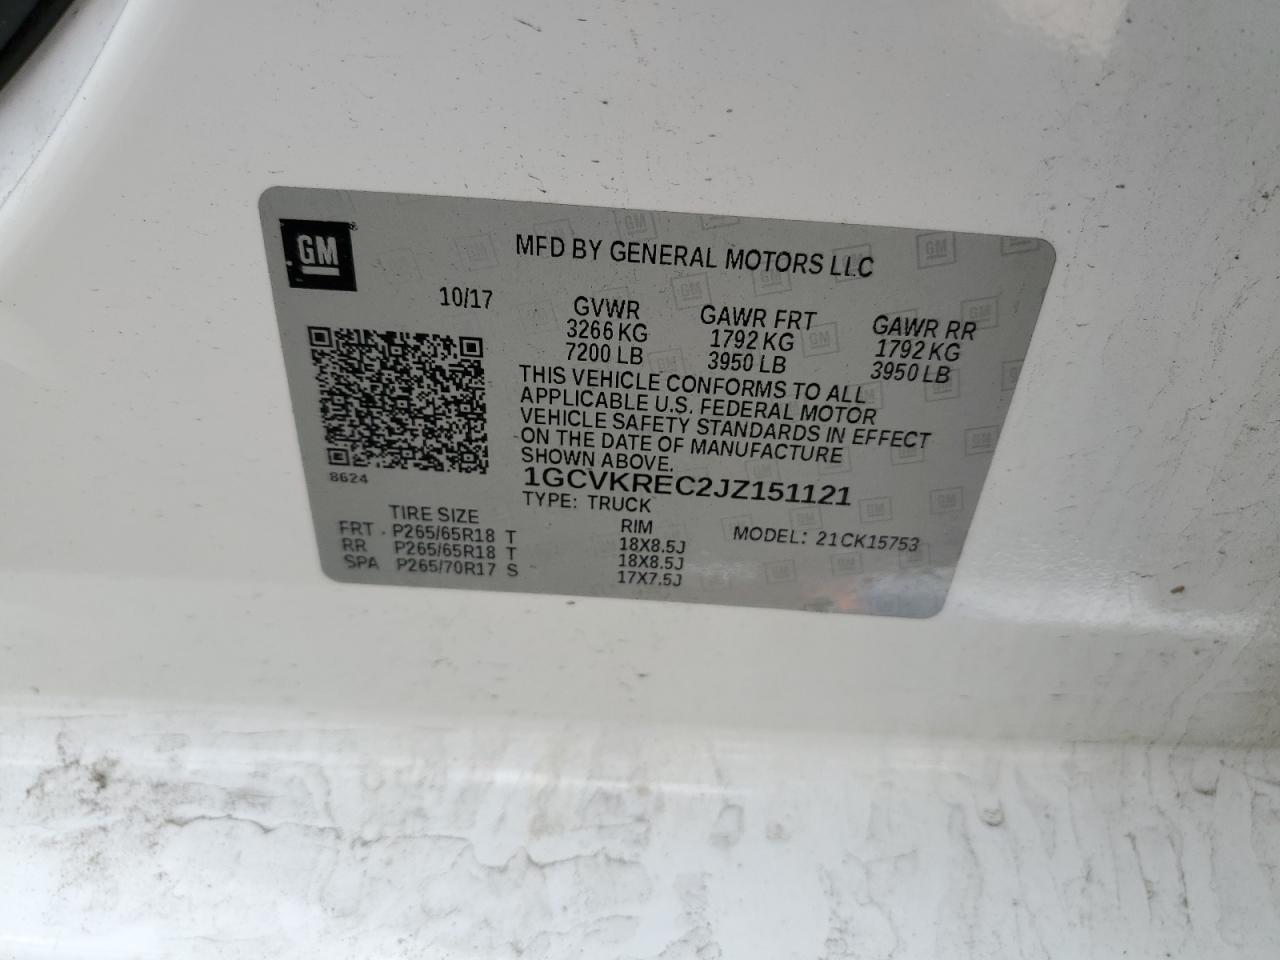 GM
MFD BY GENERAL MOTORS LLC
10/17
GVWR GAWR FRT GAWR RR
3266 KG 1792 KG 1792 KG
7200 LB 3950 LB 3950 LB
THIS VEHICLE CONFORMS TO ALL
APPLICABLE U.S. FEDERAL MOTOR
VEHICLE SAFETY STANDARDS IN EFFECT
ON THE DATE OF MANUFACTURE
SHOWN ABOVE.
8624
1GCVKREC2JZ151121
TYPE: TRUCK
TIRE SIZE RIM MODEL: 21CK15753
FRT P265/65R18 T 18X8.5J
RR P265/65R18 T 18X8.5J
SPA P265/70R17 S 17X7.5J